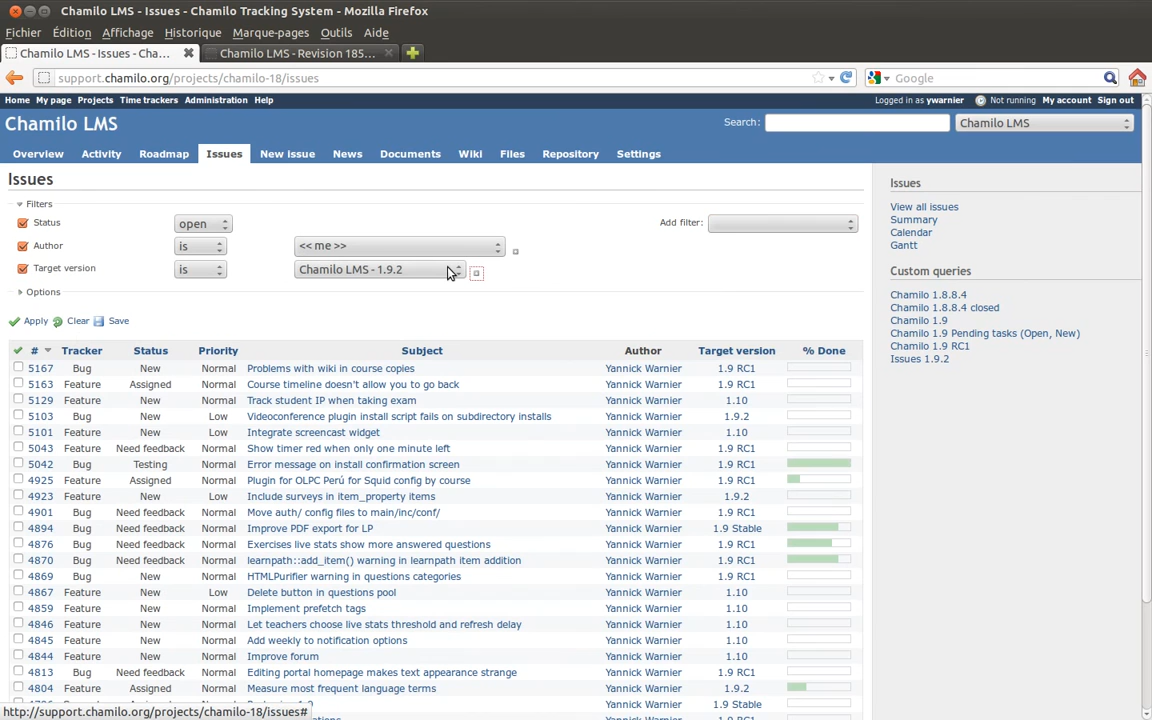 Chamilo LMS - Issues - Chamilo Tracking System - Mozilla Firefox
Fichier Édition Affichage Historique Marque-pages Outils Aide
Chamilo LMS - Issues - Cha... Chamilo LMS - Revision 185...
support.chamilo.org/projects/chamilo-18/issues Google
Home My page Projects Time trackers Administration Help Logged in as ywarnier Not running My account Sign out
Chamilo LMS Search: Chamilo LMS
Overview Activity Roadmap Issues New issue News Documents Wiki Files Repository Settings
Issues
Filters
Status open Add filter:
Author is << me >>
Target version is Chamilo LMS - 1.9.2
Options
Apply Clear Save
# Tracker Status Priority Subject Author Target version % Done
5167 Bug New Normal Problems with wiki in course copies Yannick Warnier 1.9 RC1
5163 Feature Assigned Normal Course timeline doesn't allow you to go back Yannick Warnier 1.9 RC1
5129 Feature New Normal Track student IP when taking exam Yannick Warnier 1.10
5103 Bug New Low Videoconference plugin install script fails on subdirectory installs Yannick Warnier 1.9.2
5101 Feature New Low Integrate screencast widget Yannick Warnier 1.10
5043 Feature Need feedback Normal Show timer red when only one minute left Yannick Warnier 1.9 RC1
5042 Bug Testing Normal Error message on install confirmation screen Yannick Warnier 1.9 RC1
4925 Feature Assigned Normal Plugin for OLPC Perú for Squid config by course Yannick Warnier 1.9 RC1
4923 Feature New Low Include surveys in item_property items Yannick Warnier 1.9.2
4901 Bug Need feedback Normal Move auth/ config files to main/inc/conf/ Yannick Warnier 1.9 RC1
4894 Bug Need feedback Normal Improve PDF export for LP Yannick Warnier 1.9 Stable
4876 Bug Need feedback Normal Exercises live stats show more answered questions Yannick Warnier 1.9 RC1
4870 Bug Need feedback Normal learnpath::add_item() warning in learnpath item addition Yannick Warnier 1.9 RC1
4869 Bug New Normal HTMLPurifier warning in questions categories Yannick Warnier 1.9 RC1
4867 Feature New Low Delete button in questions pool Yannick Warnier 1.10
4859 Feature New Normal Implement prefetch tags Yannick Warnier 1.10
4846 Feature New Normal Let teachers choose live stats threshold and refresh delay Yannick Warnier 1.10
4845 Feature New Normal Add weekly to notification options Yannick Warnier 1.10
4844 Feature New Normal Improve forum Yannick Warnier 1.10
4813 Bug Need feedback Normal Editing portal homepage makes text appearance strange Yannick Warnier 1.9 RC1
4804 Feature Assigned Normal Measure most frequent language terms Yannick Warnier 1.9.2
Normal Yannick Warnier 1.9 Stable
http://support.chamilo.org/projects/chamilo-18/issues#
Issues
View all issues
Summary
Calendar
Gantt
Custom queries
Chamilo 1.8.8.4
Chamilo 1.8.8.4 closed
Chamilo 1.9
Chamilo 1.9 Pending tasks (Open, New)
Chamilo 1.9 RC1
Issues 1.9.2